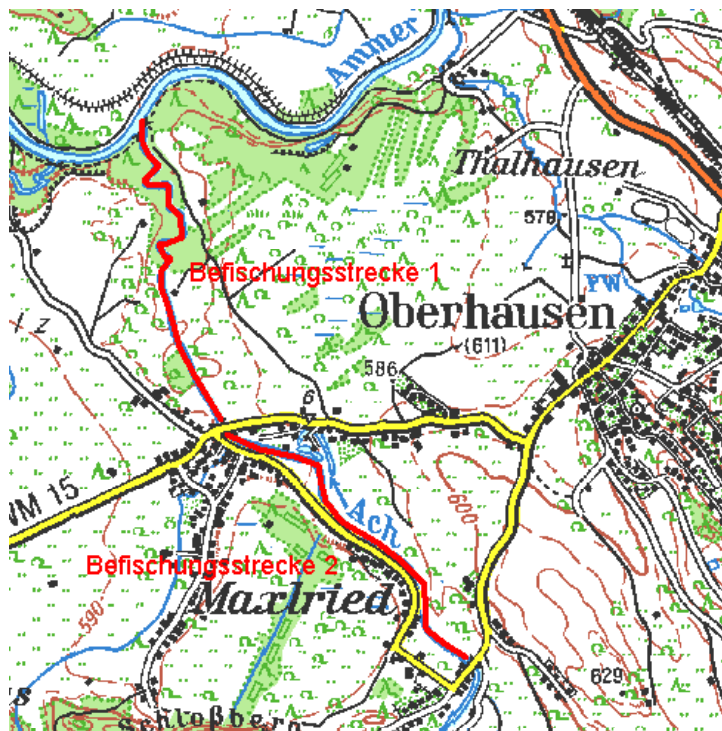 Ammer
Thalhausen
578
Befischungsstrecke 1
PW
Oberhausen
(611)
i z
586
6
WM 15
600
Ach
Befischungsstrecke 2
Maxlried
590
629
s
Schloßberg